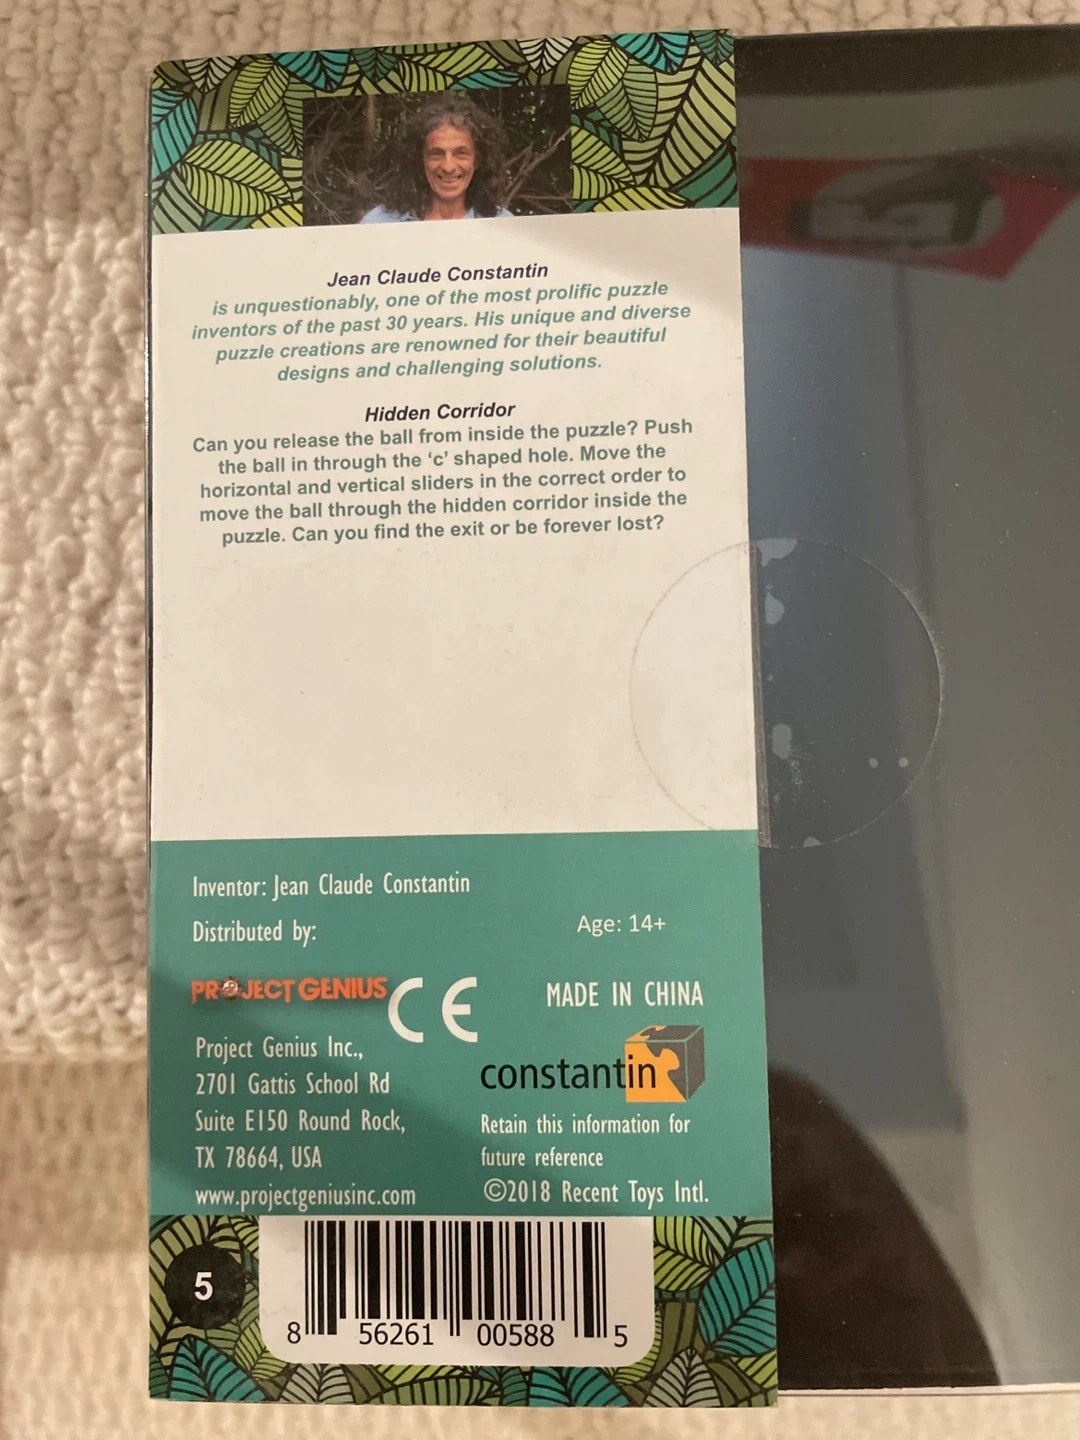 Jean Claude Constantin
is unquestionably, one of the most prolific puzzle
inventors of the past 30 years. His unique and diverse
puzzle creations are renowned for their beautiful
designs and challenging solutions.
Hidden Corridor
Can you release the ball from inside the puzzle? Push
the ball in through the ‘c’ shaped hole. Move the
horizontal and vertical sliders in the correct order to
move the ball through the hidden corridor inside the
puzzle. Can you find the exit or be forever lost?
Inventor: Jean Claude Constantin
Distributed by:
Age: 14+
PROJECT GENIUS
CE
MADE IN CHINA
Project Genius Inc.,
2701 Gattis School Rd
Suite E150 Round Rock,
TX 78664, USA
www.projectgeniusinc.com
constantin
Retain this information for
future reference
©2018 Recent Toys Intl.
5
8 56261 00588 5